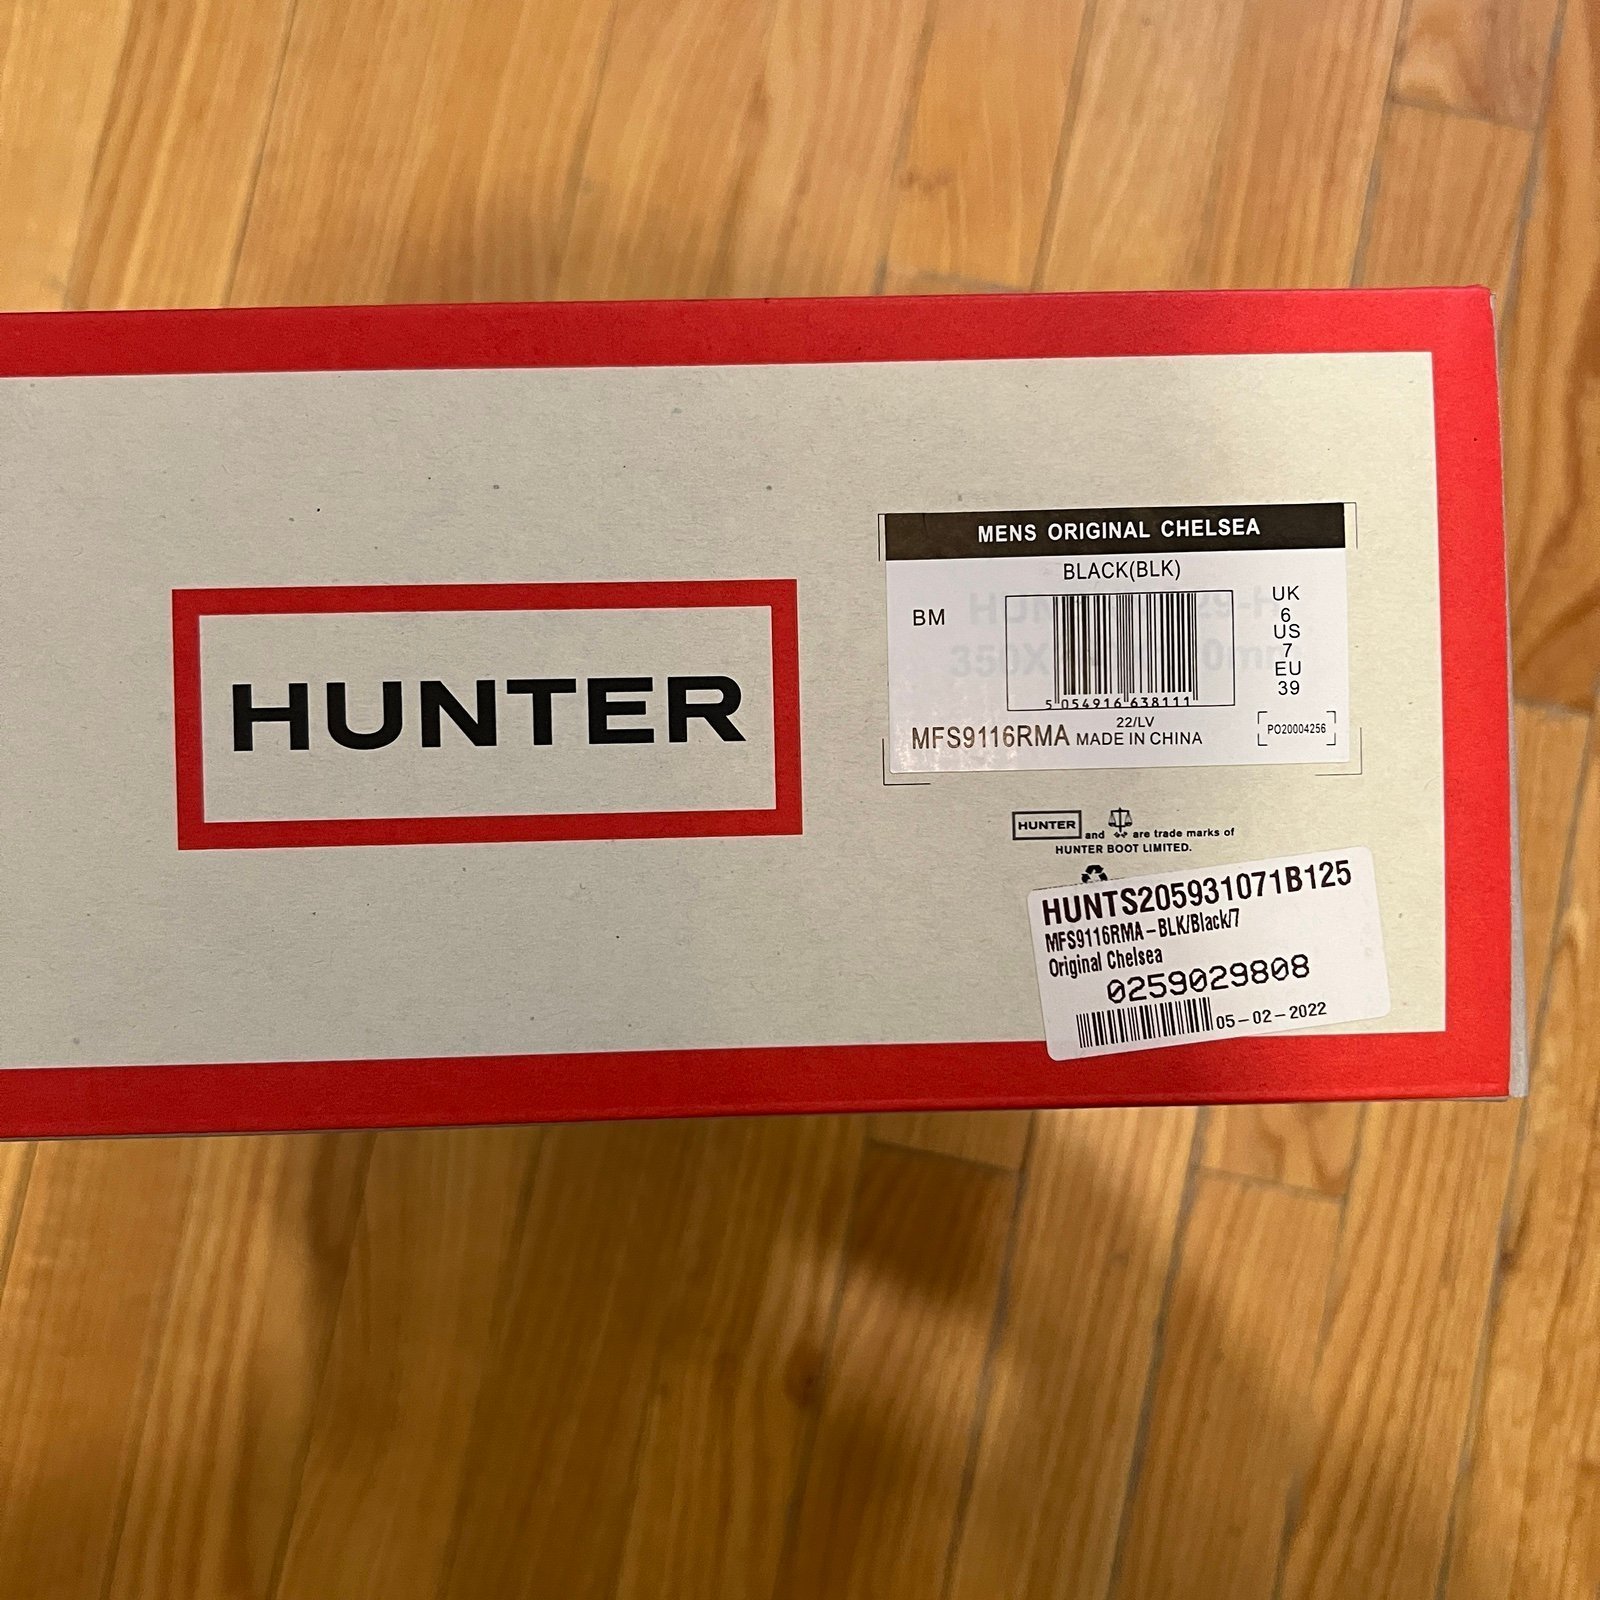 HUNTER
MENS ORIGINAL CHELSEA
BLACK(BLK)
BM
UK
6
US
7
EU
39
5 054916 638111
22/LV
MFS9116RMA MADE IN CHINA
PO20004256
HUNTER and are trade marks of
HUNTER BOOT LIMITED.
HUNTS205931071B125
MFS9116RMA-BLK/Black/7
Original Chelsea
0259029808
05-02-2022